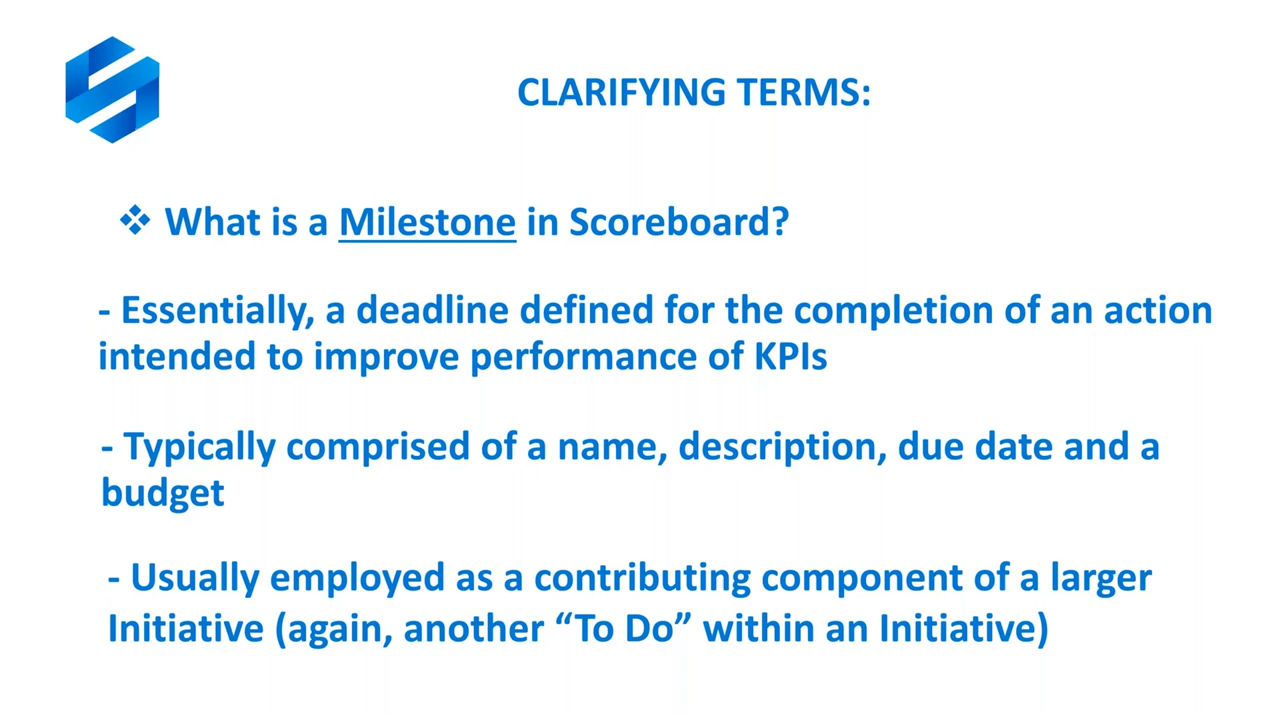 CLARIFYING TERMS:
❖ What is a Milestone in Scoreboard?
- Essentially, a deadline defined for the completion of an action
intended to improve performance of KPIs
- Typically comprised of a name, description, due date and a
budget
- Usually employed as a contributing component of a larger
Initiative (again, another “To Do” within an Initiative)